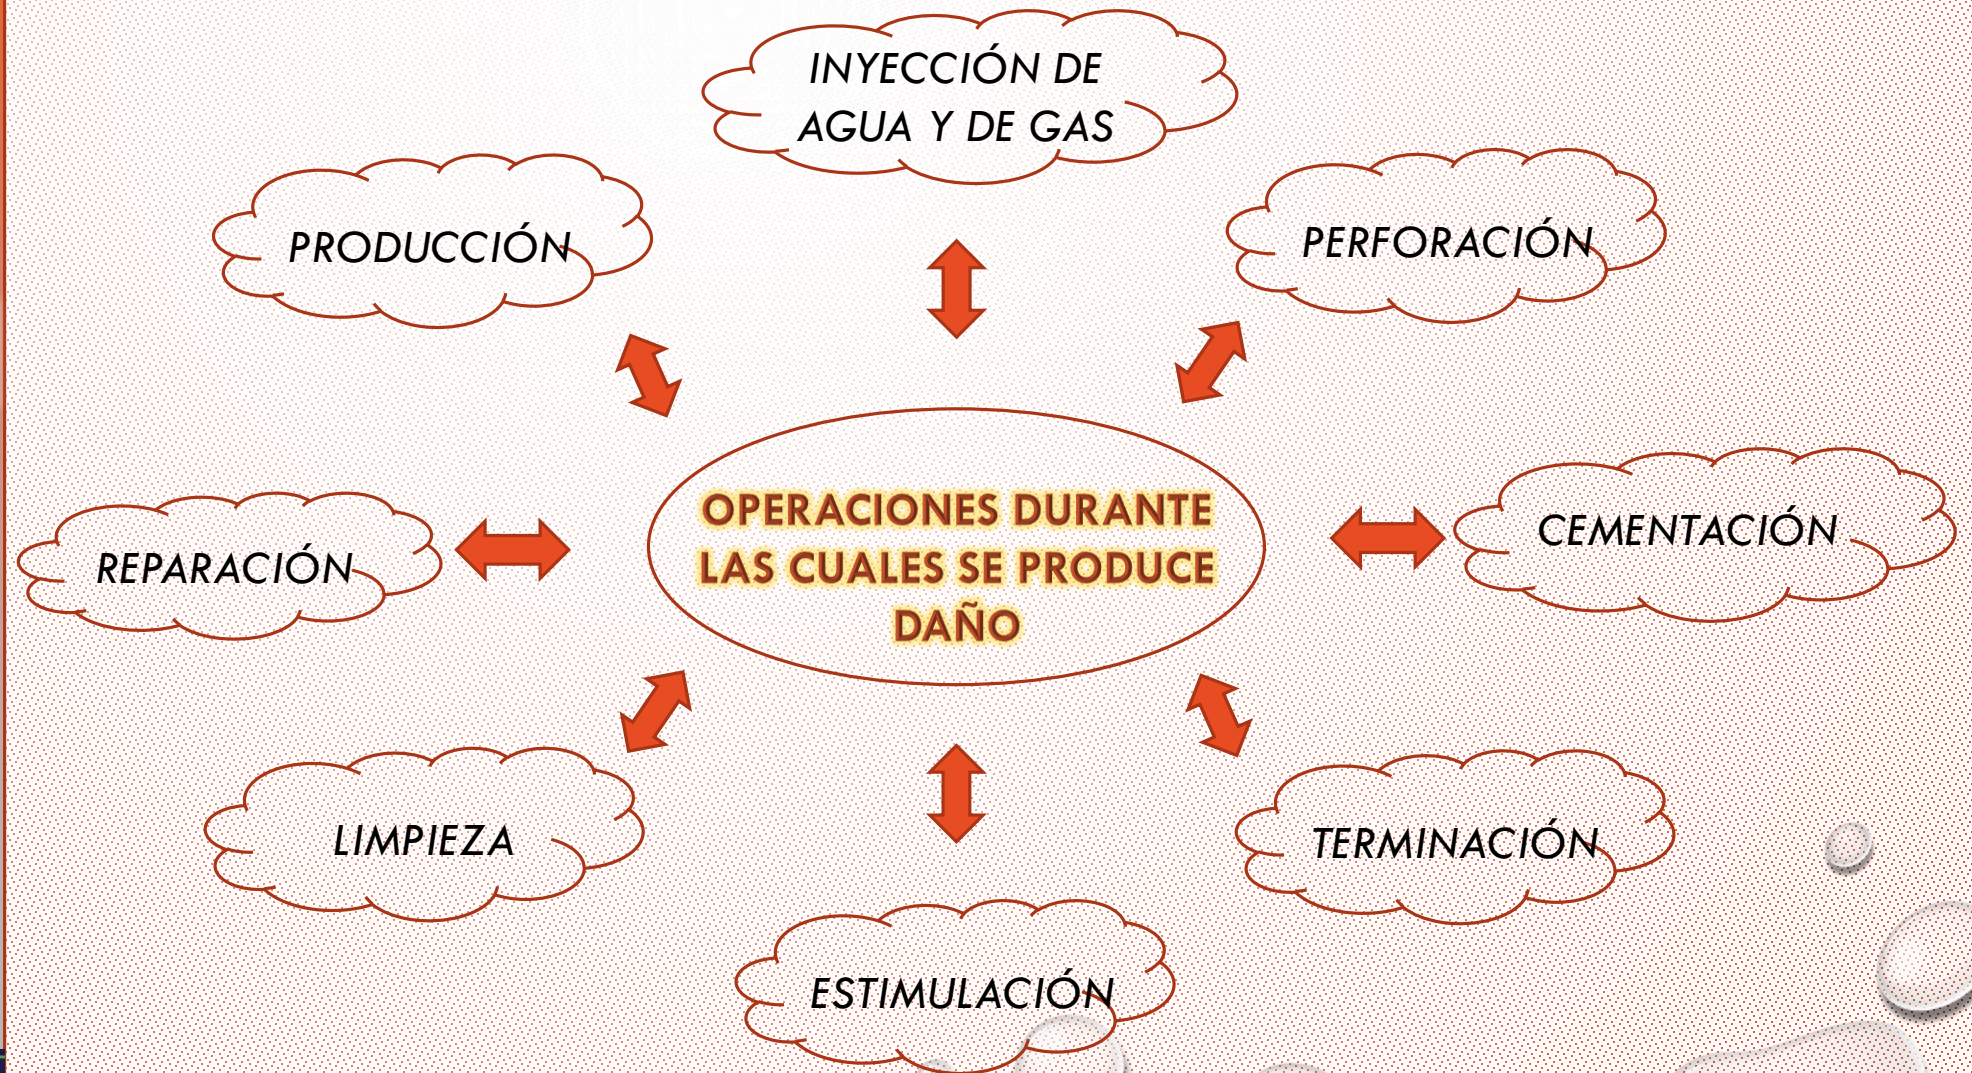 INYECCIÓN DE
AGUA Y DE GAS
PRODUCCIÓN
PERFORACIÓN
OPERACIONES DURANTE
LAS CUALES SE PRODUCE
DAÑO
REPARACIÓN
CEMENTACIÓN
LIMPIEZA
TERMINACIÓN
ESTIMULACIÓN